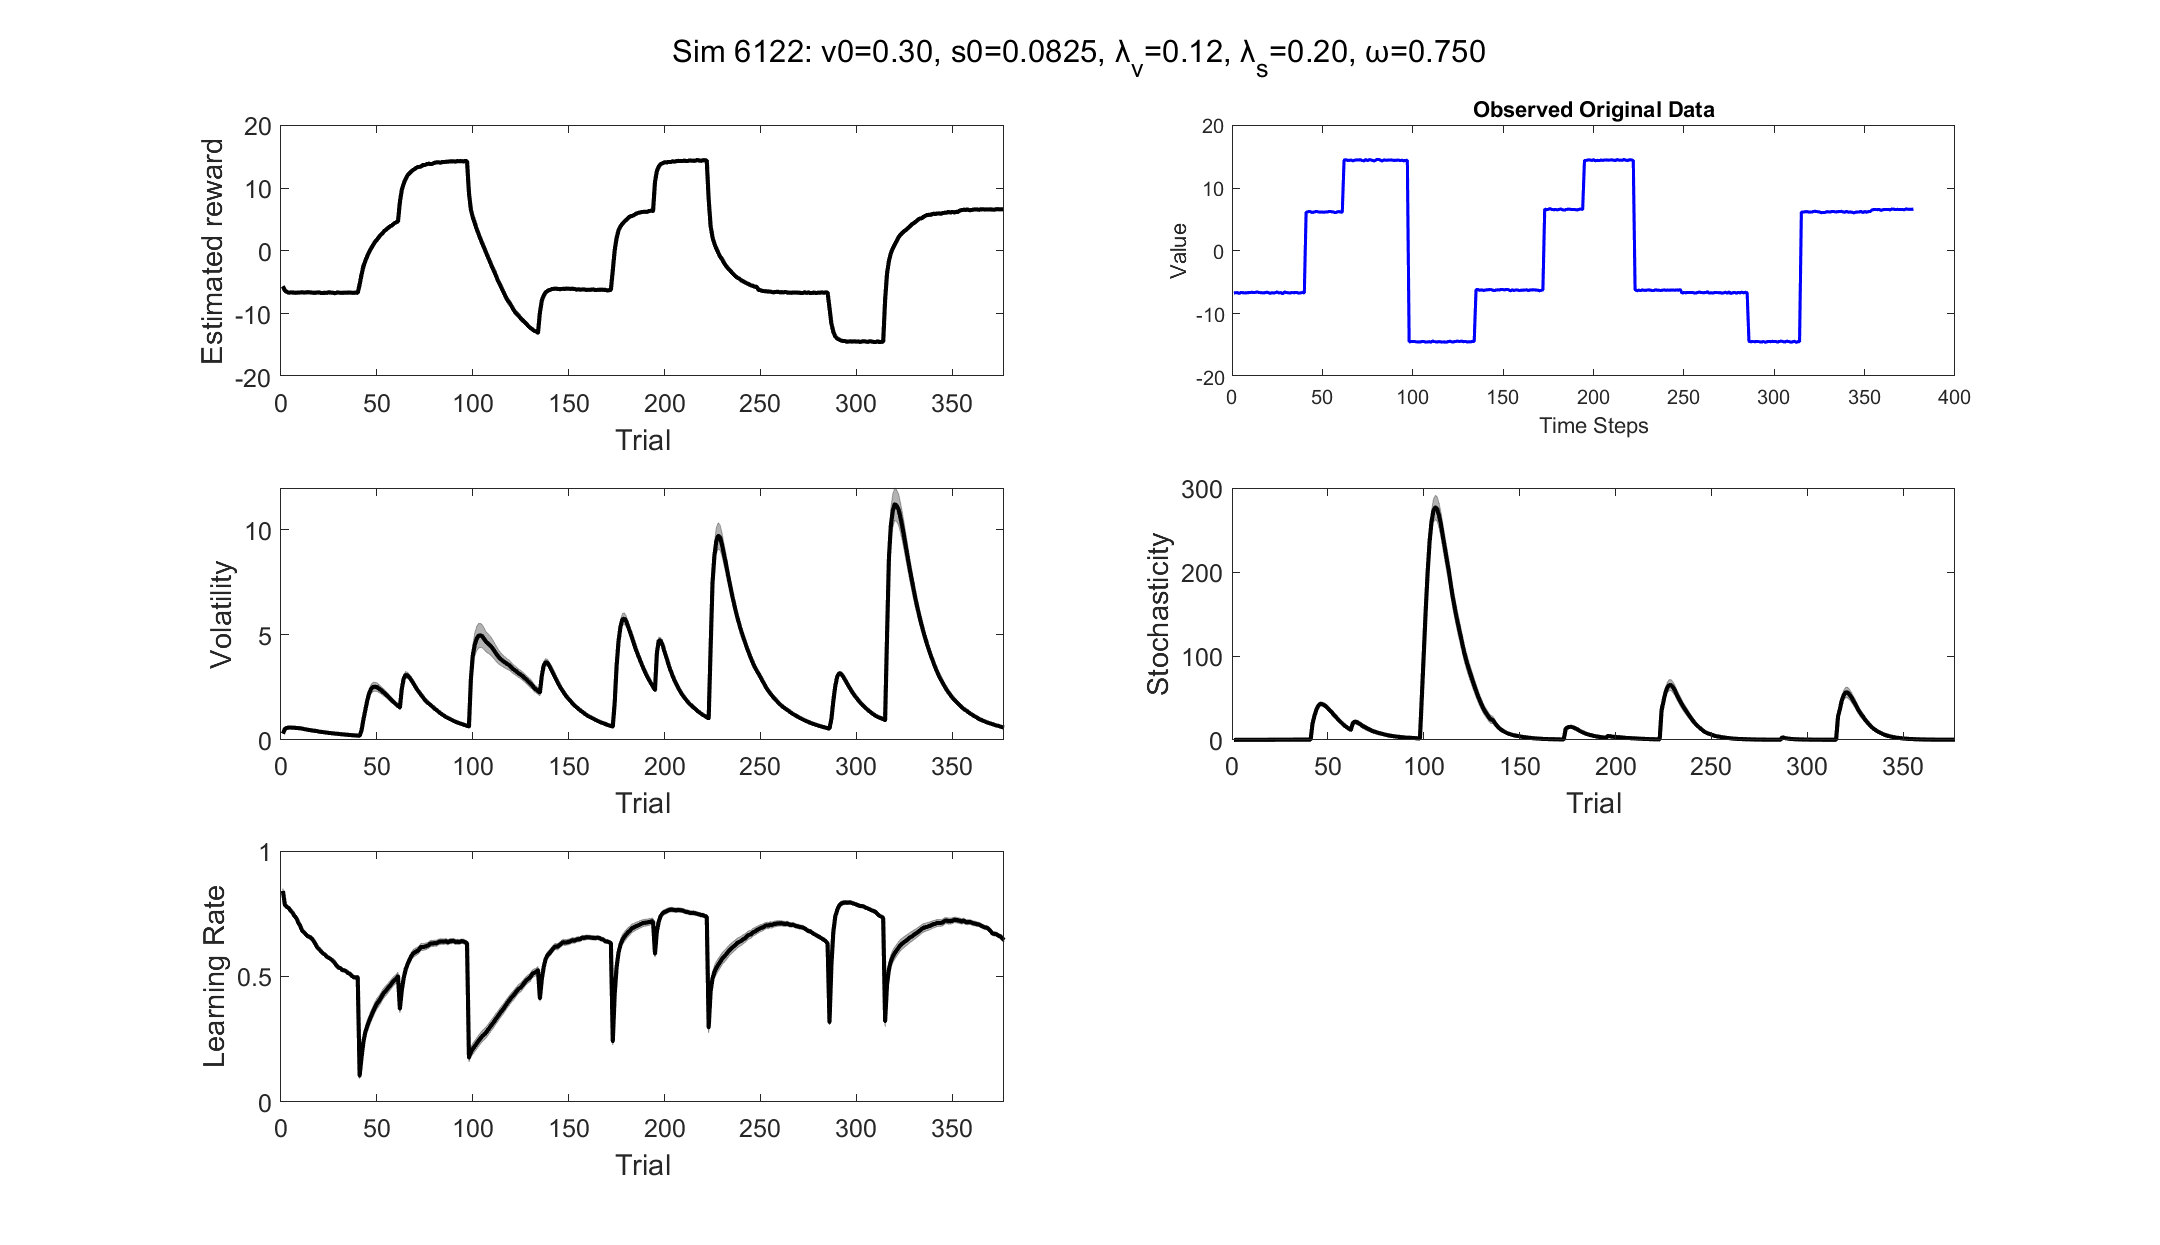 Sim 6122: v0=0.30, s0=0.0825, λ_v=0.12, λ_s=0.20, ω=0.750
20
10
0
-10
-20
Estimated reward
0 50 100 150 200 250 300 350
Trial
Observed Original Data
20
10
0
-10
-20
Value
0 50 100 150 200 250 300 350 400
Time Steps
10
5
0
Volatility
0 50 100 150 200 250 300 350
Trial
300
200
100
0
Stochasticity
0 50 100 150 200 250 300 350
Trial
1
0.5
0
Learning Rate
0 50 100 150 200 250 300 350
Trial